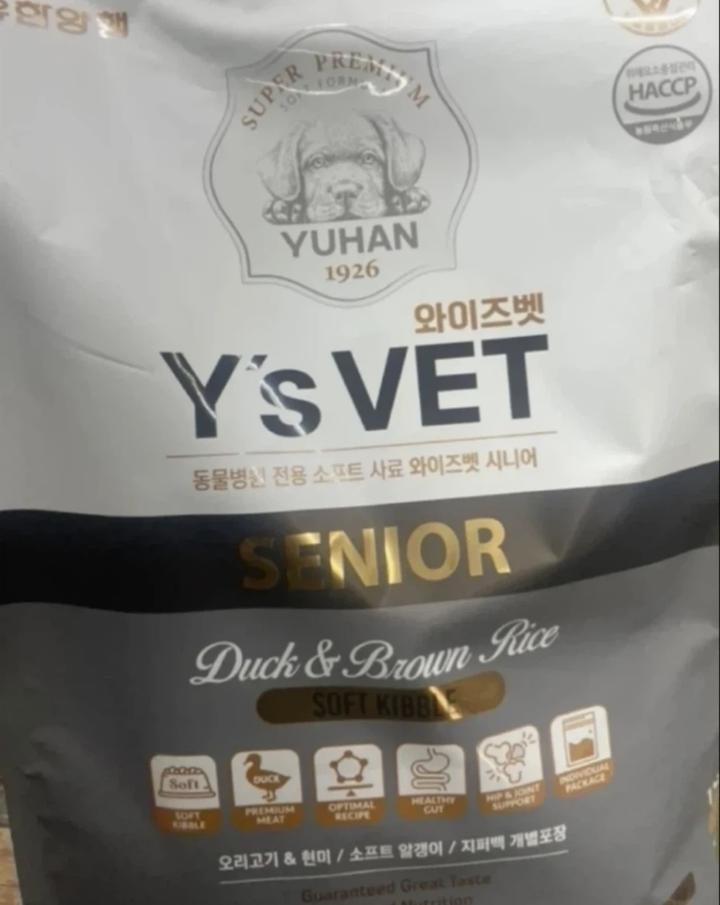 유한양행
HACCP
SUPER PREMIUM
SOFT FORMULA
YUHAN
1926
와이즈벳
Y's VET
동물병원 전용 소프트 사료 와이즈벳 시니어
SENIOR
Duck & Brown Rice
SOFT KIBBLE
Soft
DUCK
SOFT KIBBLE
PREMIUM MEAT
OPTIMAL RECIPE
HEALTHY GUT
HIP & JOINT SUPPORT
INDIVIDUAL PACKAGE
오리고기 & 현미 / 소프트 알갱이 / 지퍼백 개별포장
Guaranteed Great Taste
Nutrition